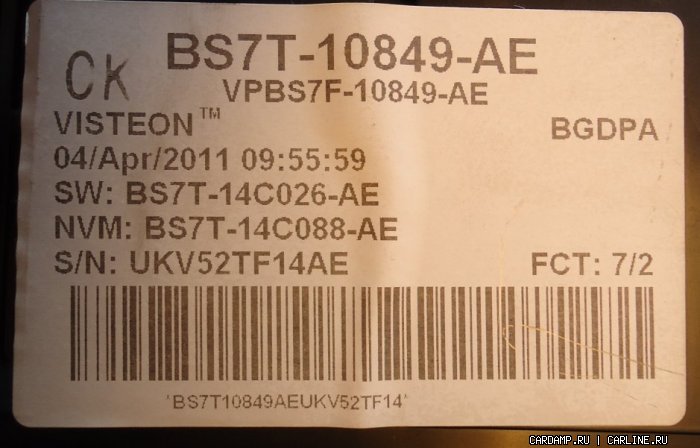 CK BS7T-10849-AE
VPBS7F-10849-AE
VISTEON™ BGDPA
04/Apr/2011 09:55:59
SW: BS7T-14C026-AE
NVM: BS7T-14C088-AE
S/N: UKV52TF14AE FCT: 7/2
*BS7T10849AEUKV52TF14*
CARDAMP.RU | CARLINE.RU